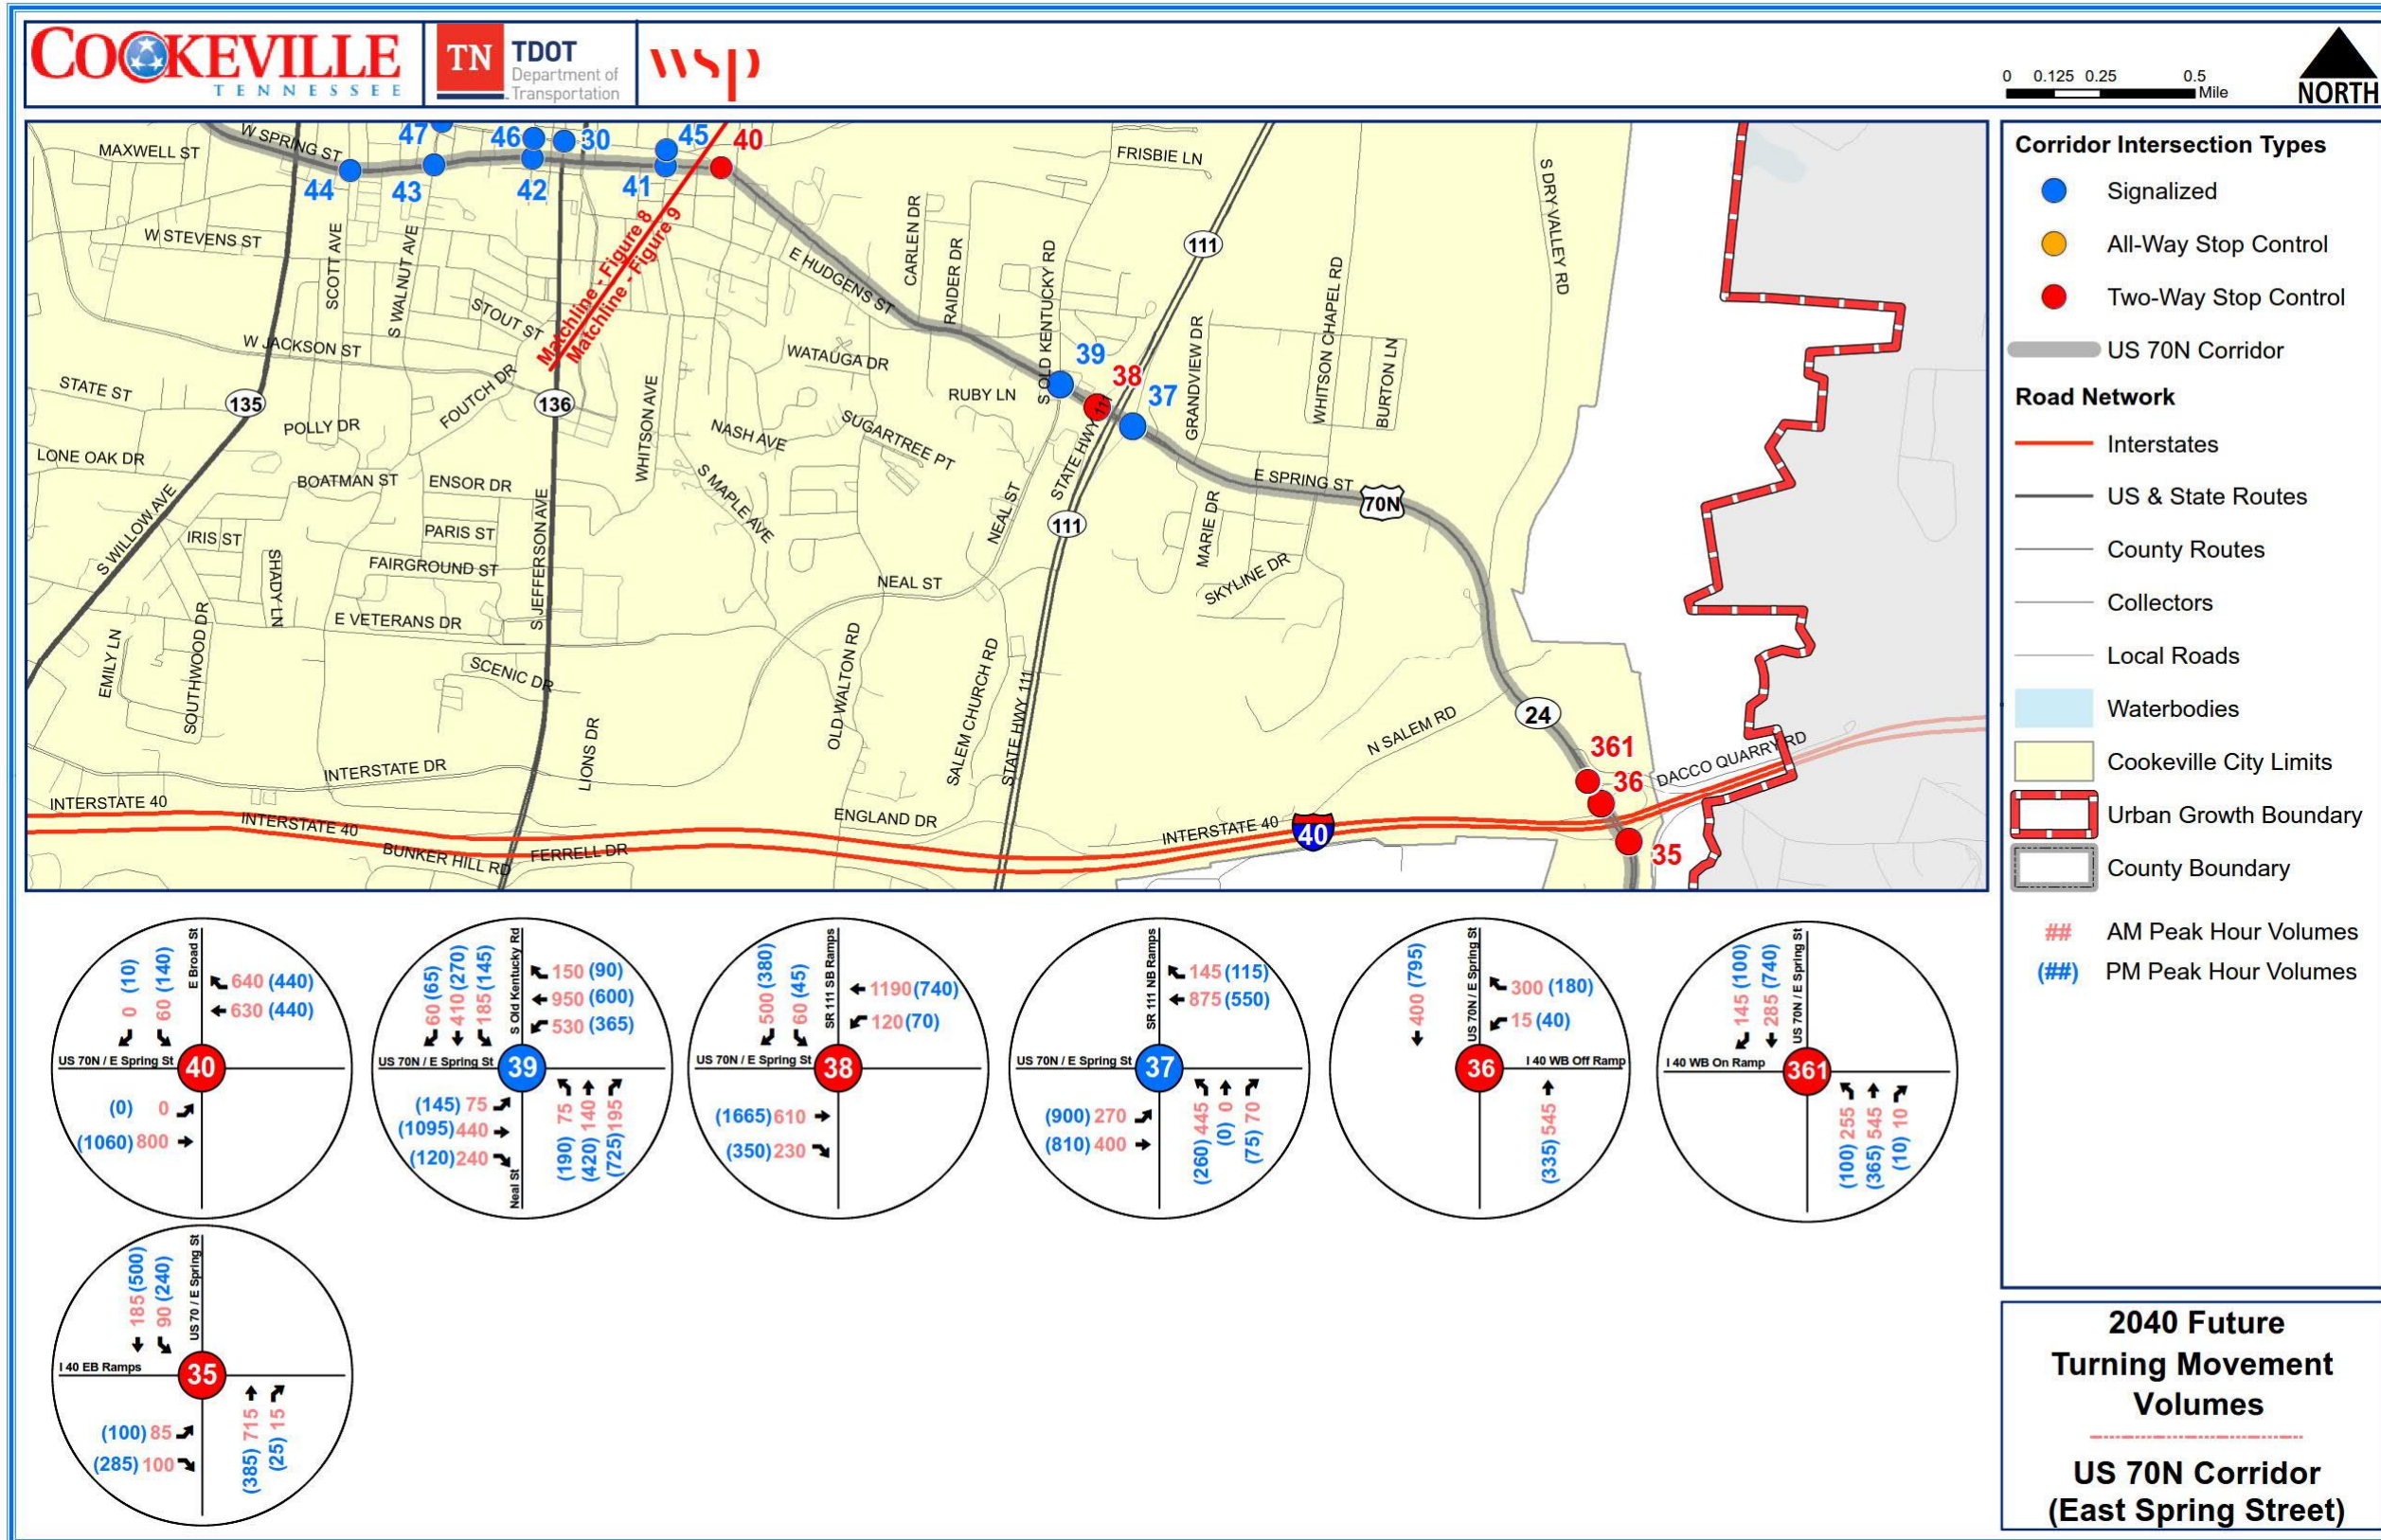 COOKEVILLE
TENNESSEE
TN
TDOT
Department of
Transportation
wsp
0 0.125 0.25 0.5
Mile
NORTH
MAXWELL ST
W SPRING ST
47
46
30
45
40
44
43
42
41
FRISBIE LN
S DRY VALLEY RD
W STEVENS ST
SCOTT AVE
S WALNUT AVE
STOUT ST
Matchline - Figure 8
Matchline - Figure 9
E HUDGENS ST
CARLEN DR
RAIDER DR
S OLD KENTUCKY RD
111
GRANDVIEW DR
WHITSON CHAPEL RD
BURTON LN
W JACKSON ST
STATE ST
135
POLLY DR
FOUTCH DR
136
WHITSON AVE
WATAUGA DR
RUBY LN
39
38
37
STATE HWY 111
NASH AVE
SUGARTREE PT
S MAPLE AVE
LONE OAK DR
BOATMAN ST
ENSOR DR
E SPRING ST
70N
S WILLOW AVE
IRIS ST
SHADY LN
PARIS ST
FAIRGROUND ST
S JEFFERSON AVE
NEAL ST
111
MARIE DR
SKYLINE DR
NEAL ST
E VETERANS DR
EMILY LN
SOUTHWOOD DR
SCENIC DR
LIONS DR
OLD WALTON RD
SALEM CHURCH RD
STATE HWY 111
N SALEM RD
24
361
36
DACCO QUARRY RD
35
INTERSTATE DR
INTERSTATE 40
INTERSTATE 40
BUNKER HILL RD
FERRELL DR
ENGLAND DR
INTERSTATE 40
40
Corridor Intersection Types
Signalized
All-Way Stop Control
Two-Way Stop Control
US 70N Corridor
Road Network
Interstates
US & State Routes
County Routes
Collectors
Local Roads
Waterbodies
Cookeville City Limits
Urban Growth Boundary
County Boundary
## AM Peak Hour Volumes
(##) PM Peak Hour Volumes
0 (10)
60 (140)
E Broad St
640 (440)
630 (440)
US 70N / E Spring St
40
(0) 0
(1060) 800
60 (65)
410 (270)
185 (145)
S Old Kentucky Rd
150 (90)
950 (600)
530 (365)
US 70N / E Spring St
39
(145) 75
(1095) 440
(120) 240
Neal St
(190) 75
(420) 140
(725) 195
500 (380)
60 (45)
SR 111 SB Ramps
1190 (740)
120 (70)
US 70N / E Spring St
38
(1665) 610
(350) 230
SR 111 NB Ramps
145 (115)
875 (550)
US 70N / E Spring St
37
(900) 270
(810) 400
(260) 445
(0) 0
(75) 70
400 (795)
US 70N / E Spring St
300 (180)
15 (40)
36
I 40 WB Off Ramp
(335) 545
145 (100)
285 (740)
US 70N / E Spring St
I 40 WB On Ramp
361
(100) 255
(365) 545
(10) 10
185 (500)
90 (240)
US 70 / E Spring St
I 40 EB Ramps
35
(100) 85
(285) 100
(385) 715
(25) 15
2040 Future
Turning Movement
Volumes
US 70N Corridor
(East Spring Street)